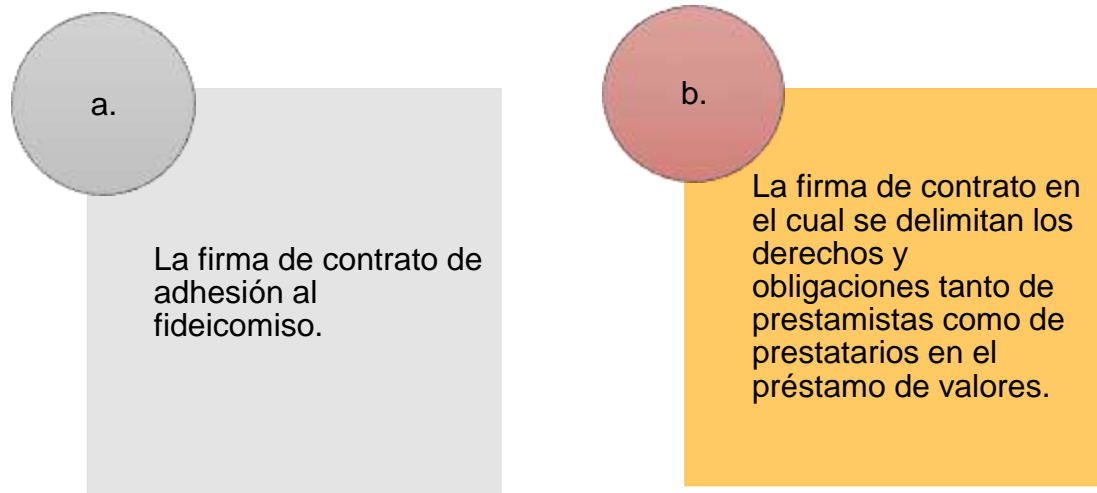 a.
La firma de contrato de
adhesión al
fideicomiso.
b.
La firma de contrato en
el cual se delimitan los
derechos y
obligaciones tanto de
prestamistas como de
prestatarios en el
préstamo de valores.